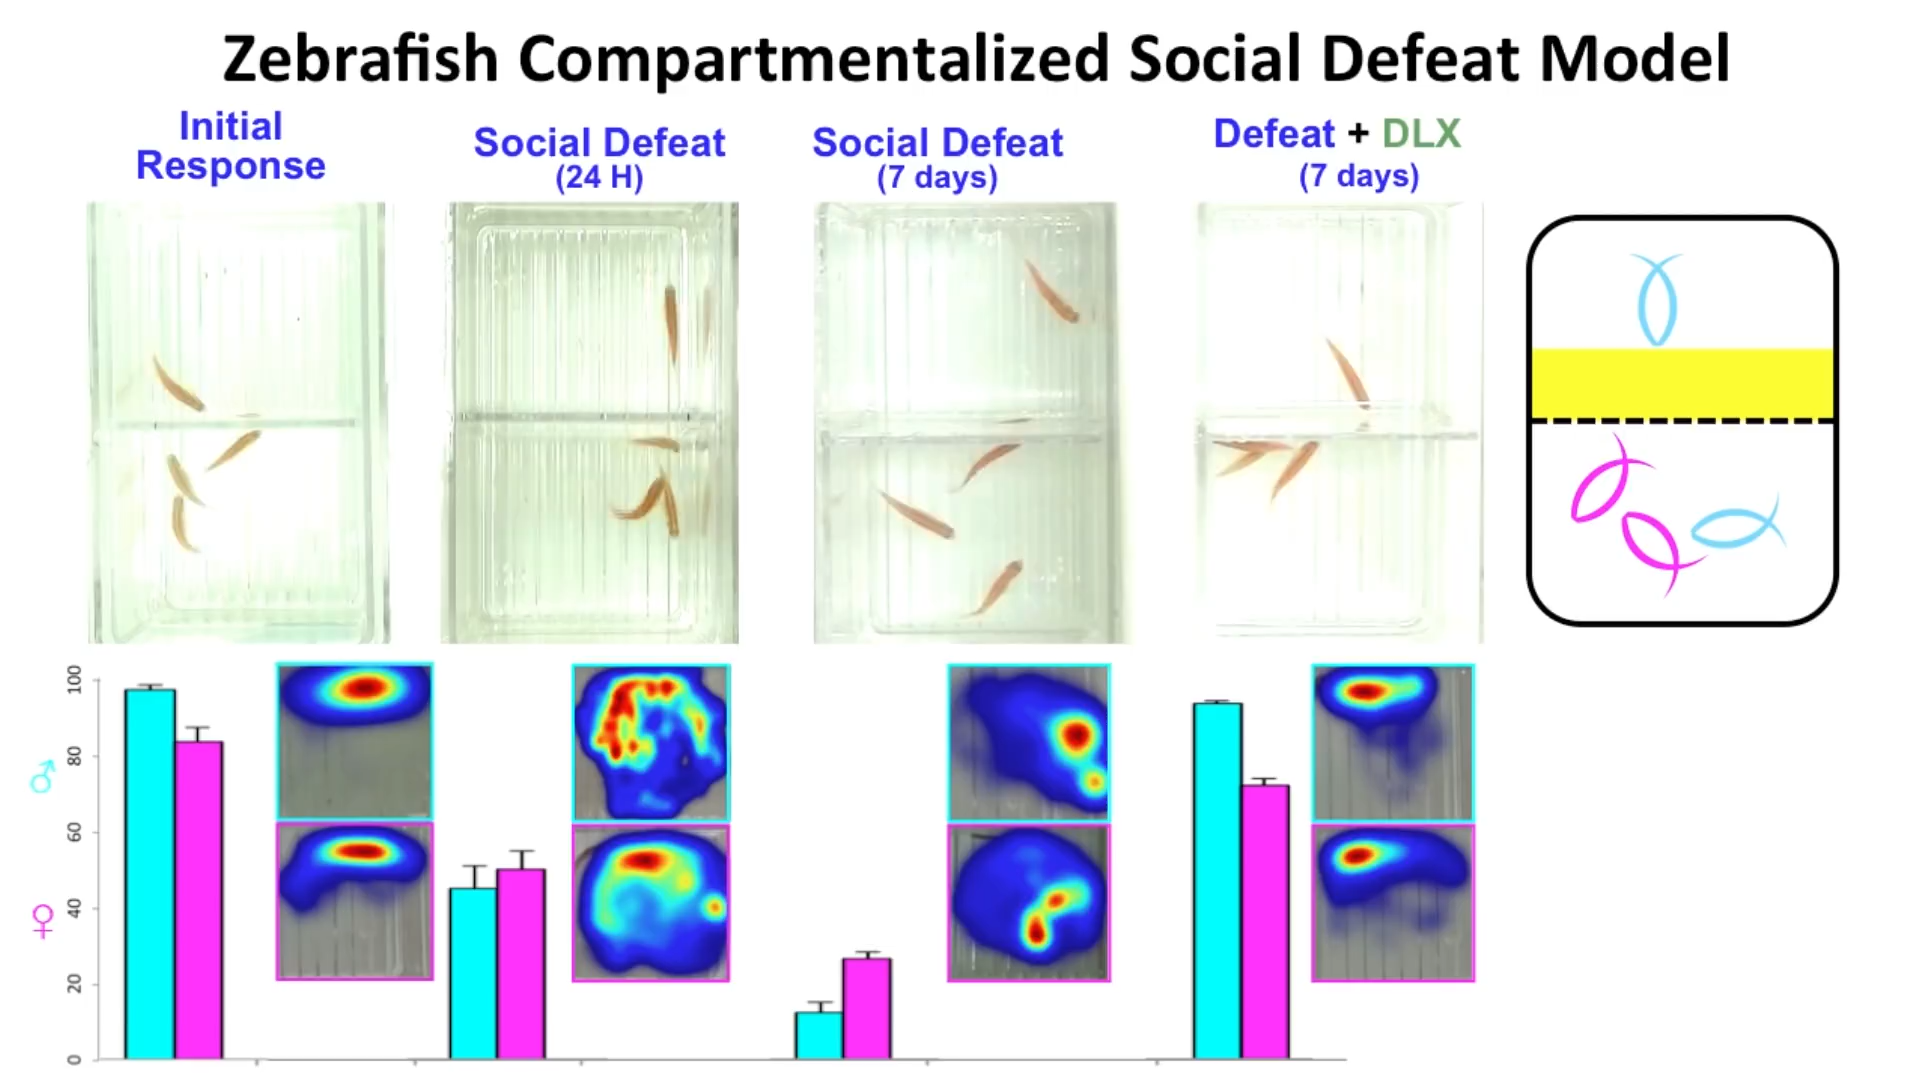 Zebrafish Compartmentalized Social Defeat Model
Initial
Response
Social Defeat
(24 H)
Social Defeat
(7 days)
Defeat + DLX
(7 days)
100
80
60
40
20
0
♂
♀